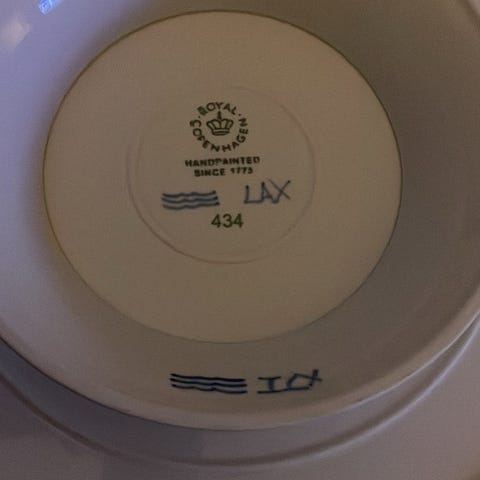 ROYAL COPENHAGEN
HANDPAINTED
SINCE 1775
LAX
434